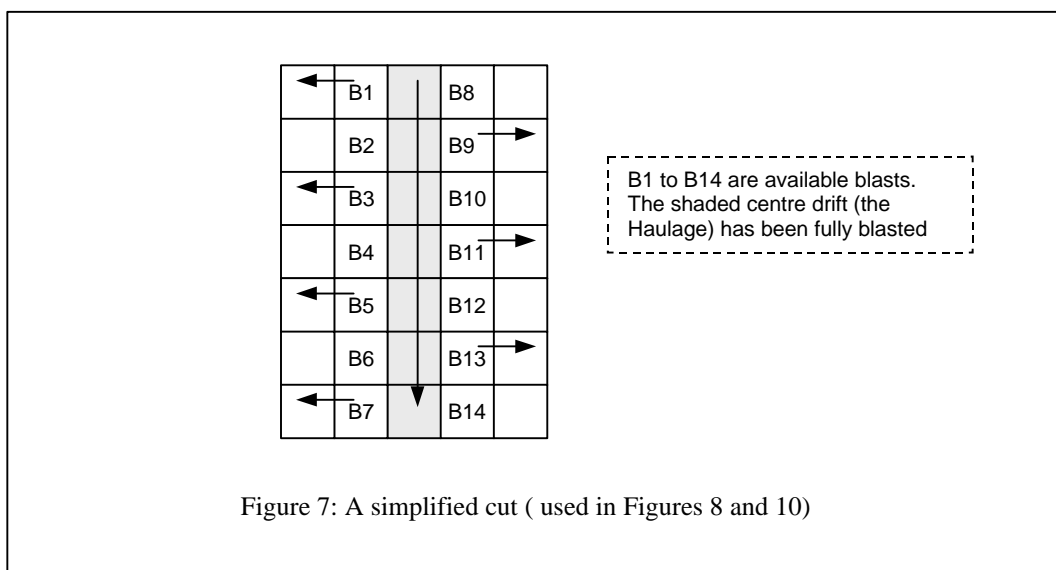 B1 B8
B2 B9
B3 B10
B4 B11
B5 B12
B6 B13
B7 B14
B1 to B14 are available blasts.
The shaded centre drift (the
Haulage) has been fully blasted
Figure 7: A simplified cut ( used in Figures 8 and 10)